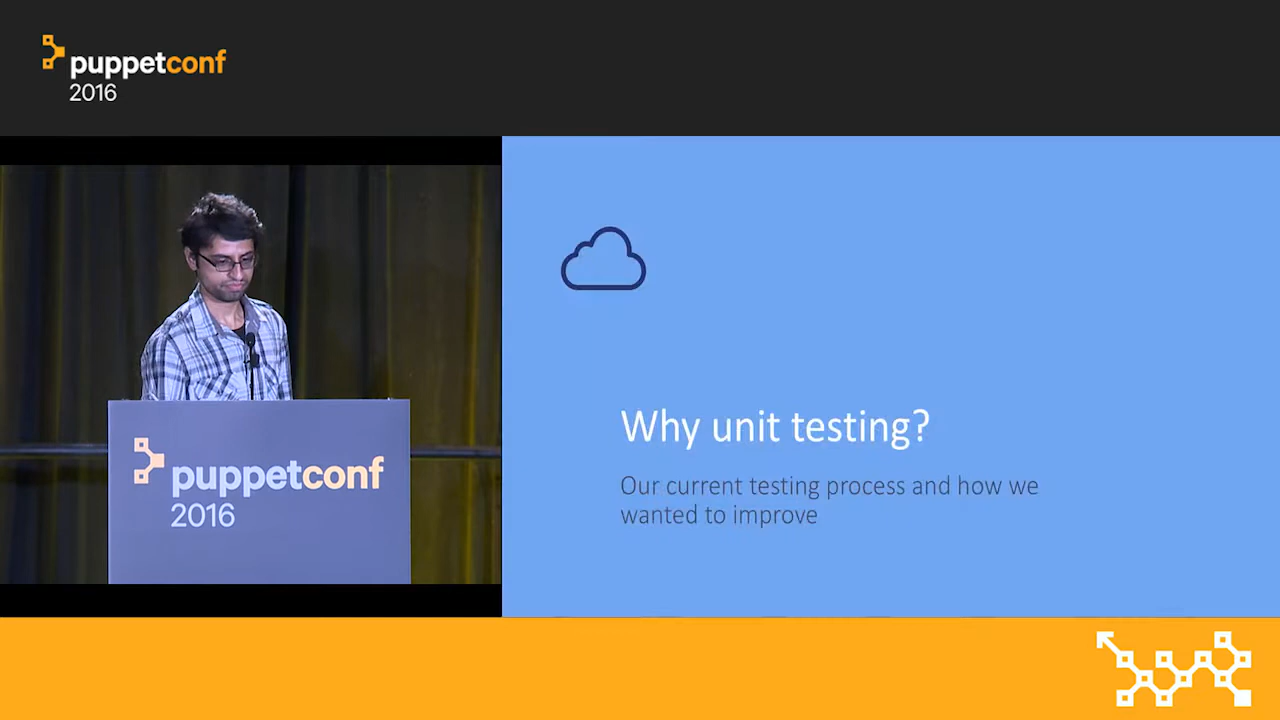 puppetconf
2016
puppetconf
2016
Why unit testing?
Our current testing process and how we
wanted to improve